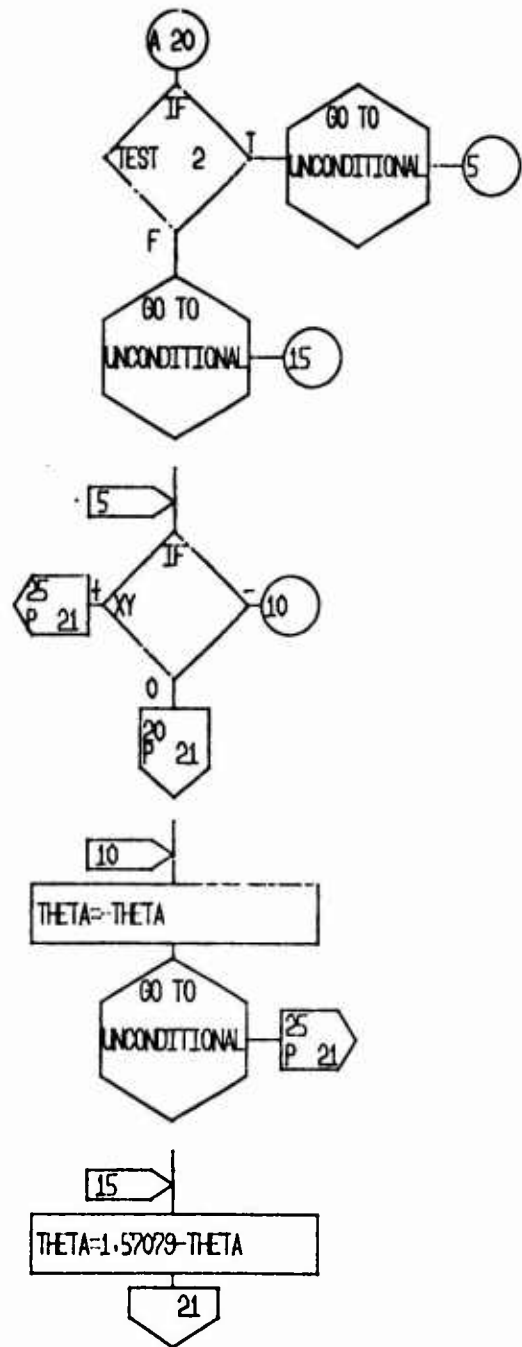 A 20
IF
TEST 2
T
GO TO
UNCONDITIONAL
5
F
GO TO
UNCONDITIONAL
15
5
IF
XY
+
25
P 21
-
10
0
20
P 21
10
THETA=-THETA
GO TO
UNCONDITIONAL
25
P 21
15
THETA=1.57079-THETA
21